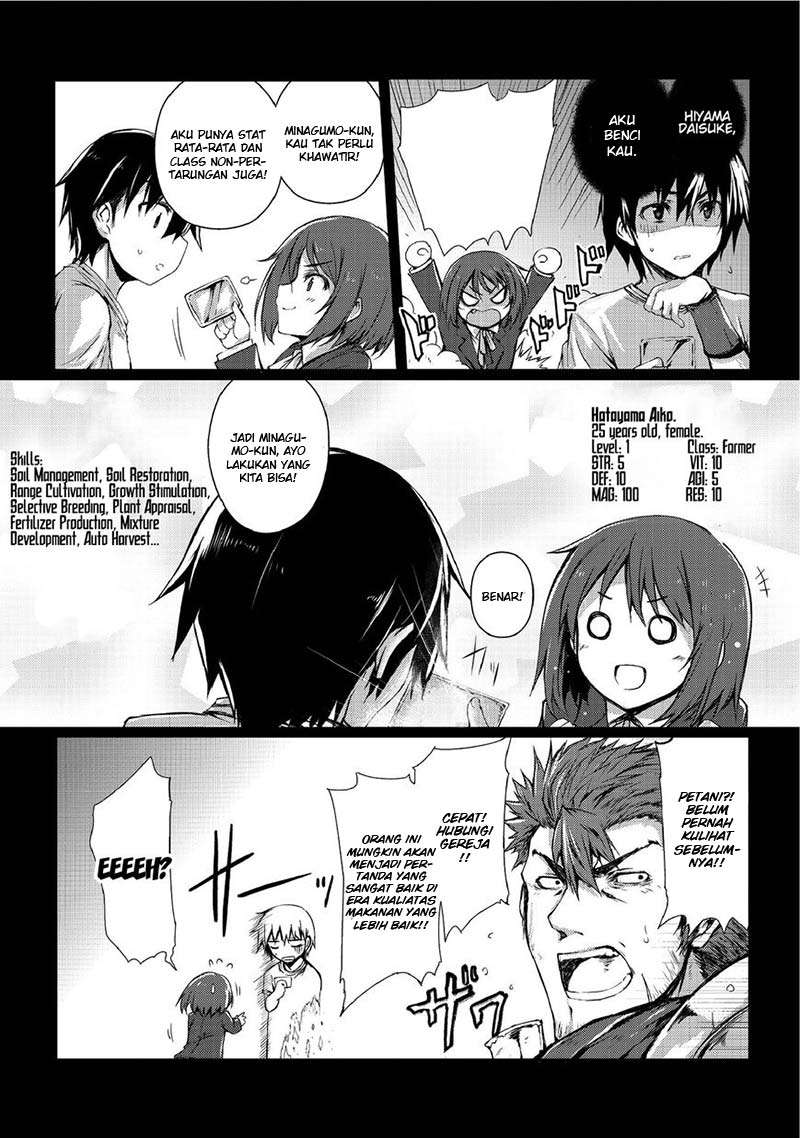 HIYAMA
DAISUKE,
AKU
BENCI
KAU.
MINAGUMO-KUN,
KAU TAK PERLU
KHAWATIR!
AKU PUNYA STAT
RATA-RATA DAN
CLASS NON-PER-
TARUNGAN JUGA!
ドドド
Hatayama Aiko.
25 years old, female.
Level: 1 Class: Farmer
STR: 5 VIT: 10
DEF: 10 AGI: 5
MAG: 100 RES: 10
JADI MINAGU-
MO-KUN, AYO
LAKUKAN YANG
KITA BISA!
Skills:
Soil Management, Soil Restoration,
Range Cultivation, Growth Stimulation,
Selective Breeding, Plant Appraisal,
Fertilizer Production, Mixture
Development, Auto Harvest...
BENAR!
PETANI?!
BELUM
PERNAH
KULIHAT
SEBELUM-
NYA!!
CEPAT!
HUBUNGI
GEREJA
!!
ORANG INI
MUNGKIN AKAN
MENJADI PER-
TANDA YANG
SANGAT BAIK DI
ERA KUALIATAS
MAKANAN YANG
LEBIH BAIK!!
ザワ
EEEEH?